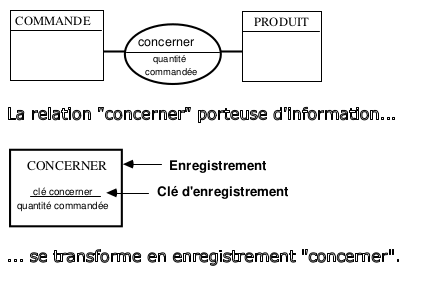 COMMANDE
PRODUIT
concerner
quantité
commandée
La relation "concerner" porteuse d'information...
CONCERNER
Enregistrement
clé concerner
Clé d'enregistrement
quantité commandée
... se transforme en enregistrement "concerner".